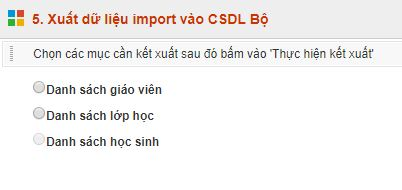 5. Xuất dữ liệu import vào CSDL Bộ
Chọn các mục cần kết xuất sau đó bấm vào 'Thực hiện kết xuất'
Danh sách giáo viên
Danh sách lớp học
Danh sách học sinh